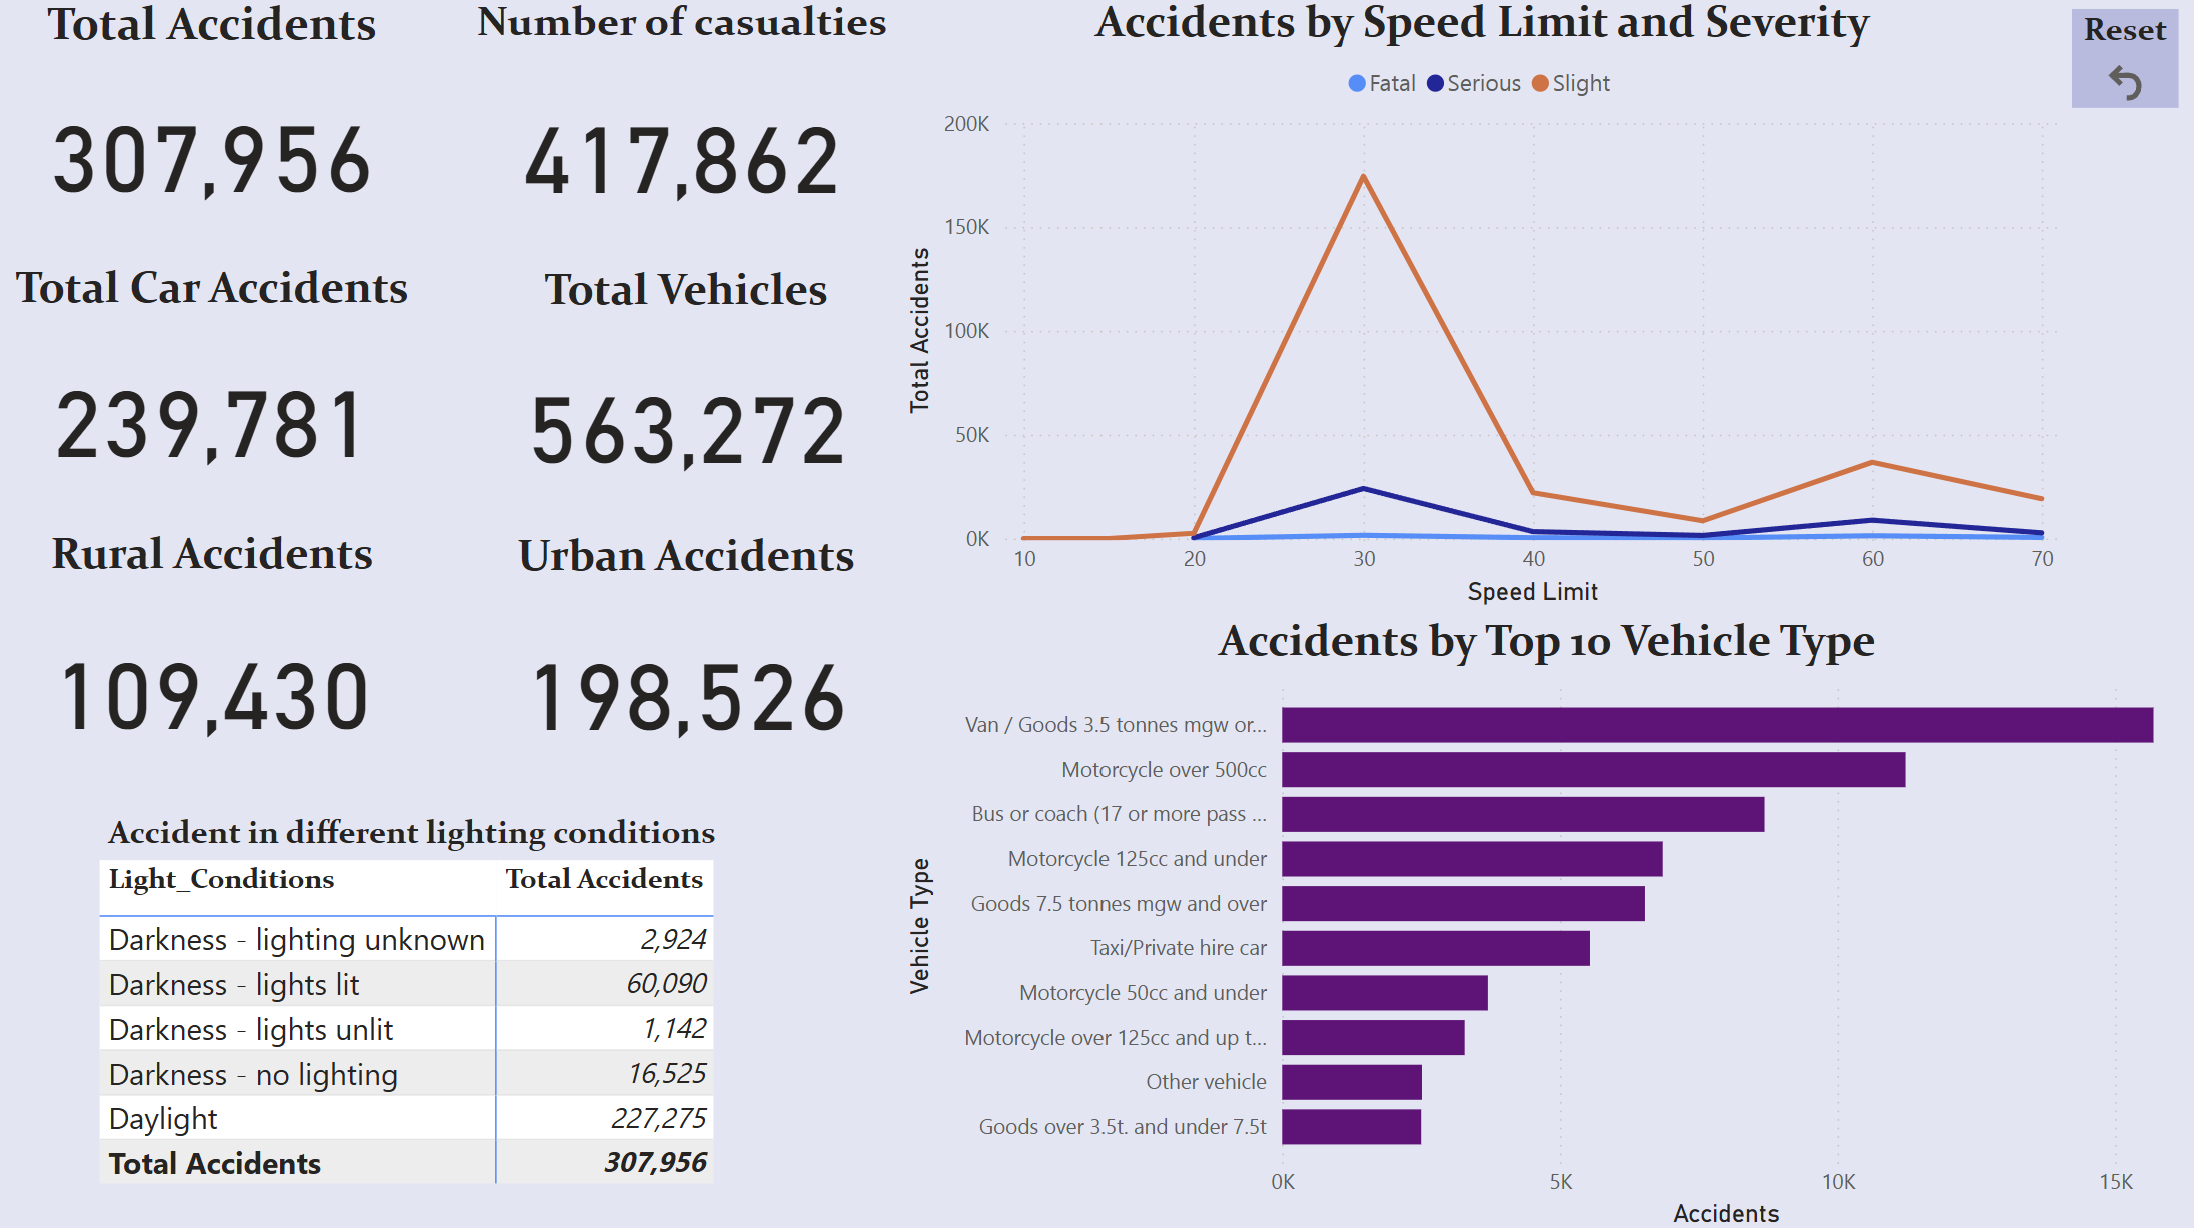 Total Accidents
307,956
Number of casualties
417,862
Total Car Accidents
239,781
Total Vehicles
563,272
Rural Accidents
109,430
Urban Accidents
198,526
Accident in different lighting conditions
Light_Conditions Total Accidents
Darkness - lighting unknown 2,924
Darkness - lights lit 60,090
Darkness - lights unlit 1,142
Darkness - no lighting 16,525
Daylight 227,275
Total Accidents 307,956
Accidents by Speed Limit and Severity
Fatal Serious Slight
Total Accidents
200K
150K
100K
50K
0K
10 20 30 40 50 60 70
Speed Limit
Reset
Accidents by Top 10 Vehicle Type
Vehicle Type
Van / Goods 3.5 tonnes mgw or...
Motorcycle over 500cc
Bus or coach (17 or more pass ...
Motorcycle 125cc and under
Goods 7.5 tonnes mgw and over
Taxi/Private hire car
Motorcycle 50cc and under
Motorcycle over 125cc and up t...
Other vehicle
Goods over 3.5t. and under 7.5t
0K 5K 10K 15K
Accidents